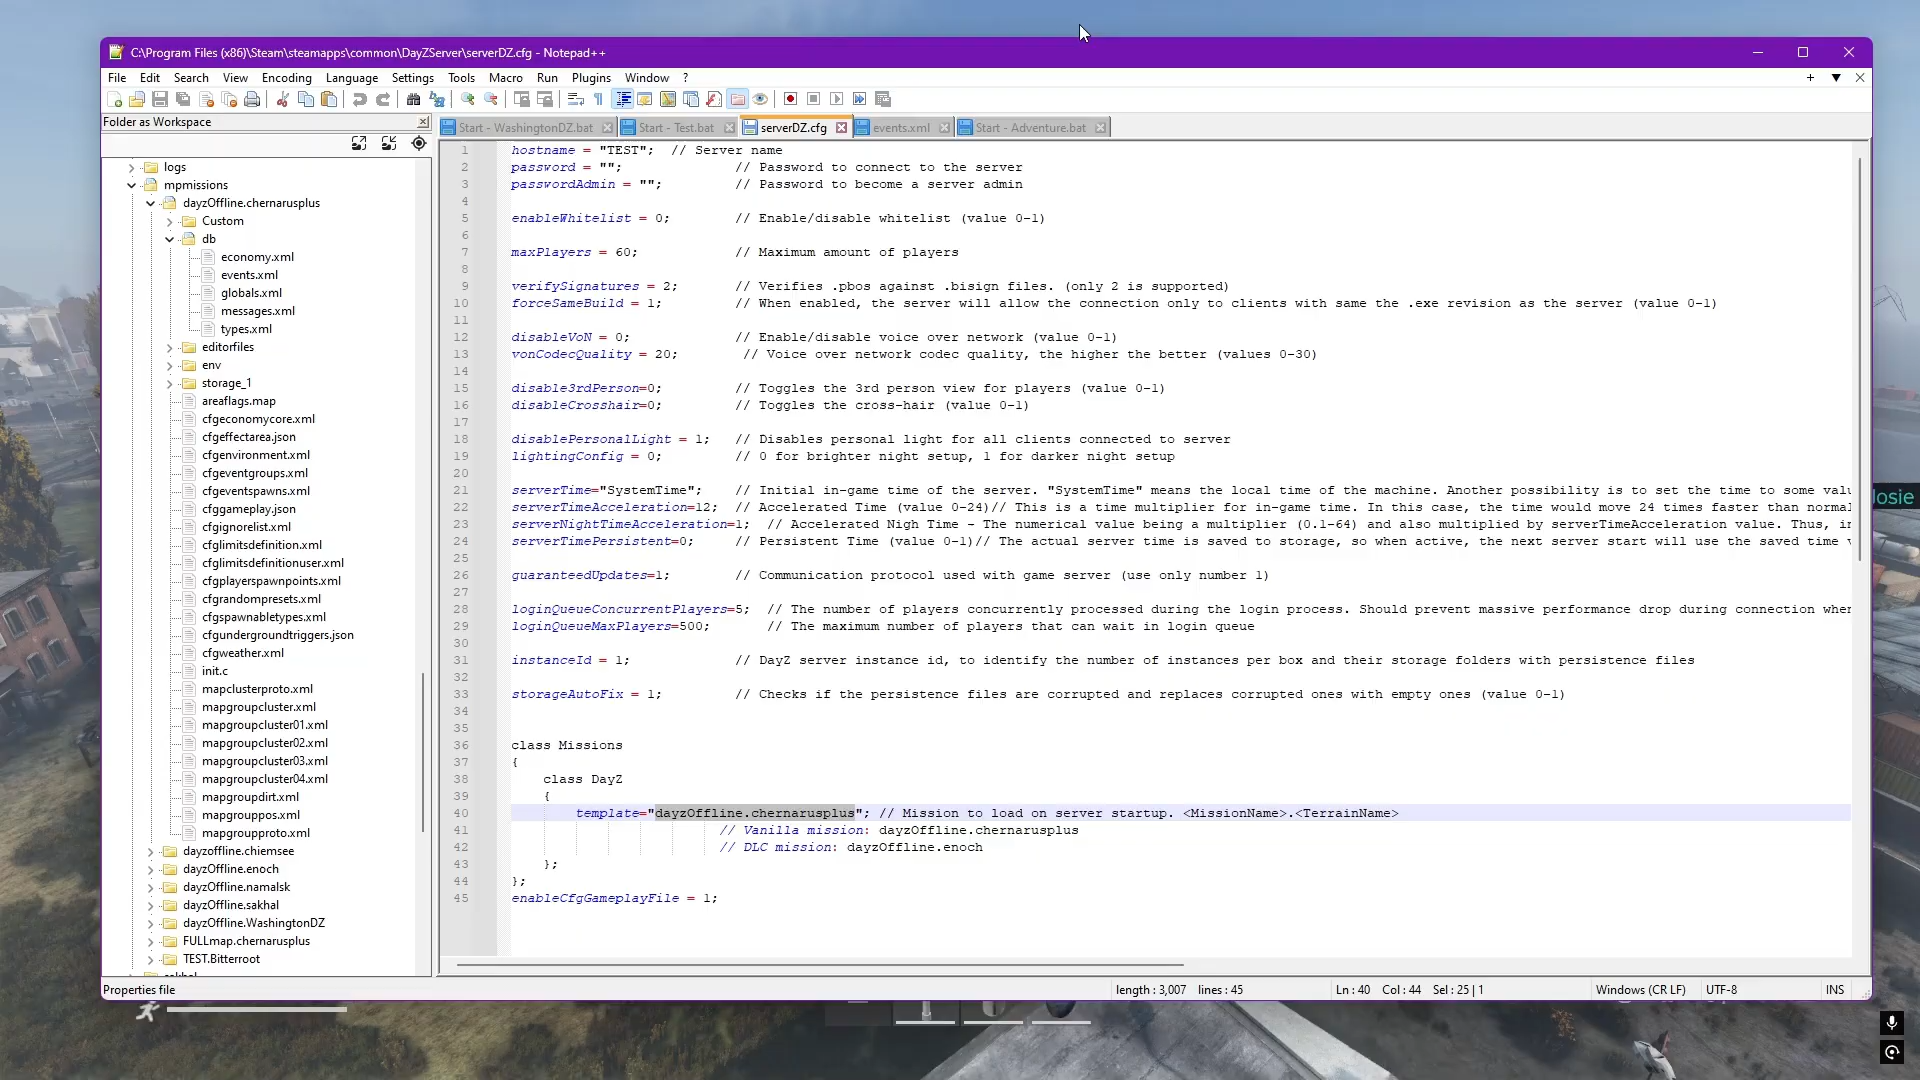 C:\Program Files (x86)\Steam\steamapps\common\DayZServer\serverDZ.cfg - Notepad++
File Edit Search View Encoding Language Settings Tools Macro Run Plugins Window ?
Folder as Workspace
Start - WashingtonDZ.bat Start - Test.bat serverDZ.cfg events.xml Start - Adventure.bat
logs
mpmissions
dayzOffline.chernarusplus
Custom
db
economy.xml
events.xml
globals.xml
messages.xml
types.xml
editorfiles
env
storage_1
areaflags.map
cfgeconomycore.xml
cfgeffectarea.json
cfgenvironment.xml
cfgeventgroups.xml
cfgeventspawns.xml
cfggameplay.json
cfgignorelist.xml
cfglimitsdefinition.xml
cfglimitsdefinitionuser.xml
cfgplayerspawnpoints.xml
cfgrandompresets.xml
cfgspawnabletypes.xml
cfgundergroundtriggers.json
cfgweather.xml
init.c
mapclusterproto.xml
mapgroupcluster.xml
mapgroupcluster01.xml
mapgroupcluster02.xml
mapgroupcluster03.xml
mapgroupcluster04.xml
mapgroupdirt.xml
mapgrouppos.xml
mapgroupproto.xml
dayzoffline.chiemsee
dayzOffline.enoch
dayzOffline.namalsk
dayzOffline.sakhal
dayzOffline.WashingtonDZ
FULLmap.chernarusplus
TEST.Bitterroot
1 hostname = "TEST"; // Server name
2 password = ""; // Password to connect to the server
3 passwordAdmin = ""; // Password to become a server admin
4
5 enableWhitelist = 0; // Enable/disable whitelist (value 0-1)
6
7 maxPlayers = 60; // Maximum amount of players
8
9 verifySignatures = 2; // Verifies .pbos against .bisign files. (only 2 is supported)
10 forceSameBuild = 1; // When enabled, the server will allow the connection only to clients with same the .exe revision as the server (value 0-1)
11
12 disableVoN = 0; // Enable/disable voice over network (value 0-1)
13 vonCodecQuality = 20; // Voice over network codec quality, the higher the better (values 0-30)
14
15 disable3rdPerson=0; // Toggles the 3rd person view for players (value 0-1)
16 disableCrosshair=0; // Toggles the cross-hair (value 0-1)
17
18 disablePersonalLight = 1; // Disables personal light for all clients connected to server
19 lightingConfig = 0; // 0 for brighter night setup, 1 for darker night setup
20
21 serverTime="SystemTime"; // Initial in-game time of the server. "SystemTime" means the local time of the machine. Another possibility is to set the time to some valu
22 serverTimeAcceleration=12; // Accelerated Time (value 0-24)// This is a time multiplier for in-game time. In this case, the time would move 24 times faster than normal
23 serverNightTimeAcceleration=1; // Accelerated Nigh Time - The numerical value being a multiplier (0.1-64) and also multiplied by serverTimeAcceleration value. Thus, in
24 serverTimePersistent=0; // Persistent Time (value 0-1)// The actual server time is saved to storage, so when active, the next server start will use the saved time v
25
26 guaranteedUpdates=1; // Communication protocol used with game server (use only number 1)
27
28 loginQueueConcurrentPlayers=5; // The number of players concurrently processed during the login process. Should prevent massive performance drop during connection when
29 loginQueueMaxPlayers=500; // The maximum number of players that can wait in login queue
30
31 instanceId = 1; // DayZ server instance id, to identify the number of instances per box and their storage folders with persistence files
32
33 storageAutoFix = 1; // Checks if the persistence files are corrupted and replaces corrupted ones with empty ones (value 0-1)
34
35
36 class Missions
37 {
38 class DayZ
39 {
40 template="dayzOffline.chernarusplus"; // Mission to load on server startup. <MissionName>.<TerrainName>
41 // Vanilla mission: dayzOffline.chernarusplus
42 // DLC mission: dayzOffline.enoch
43 };
44 };
45 enableCfgGameplayFile = 1;
Properties file length : 3,007 lines : 45 Ln : 40 Col : 44 Sel : 25 | 1 Windows (CR LF) UTF-8 INS
losie